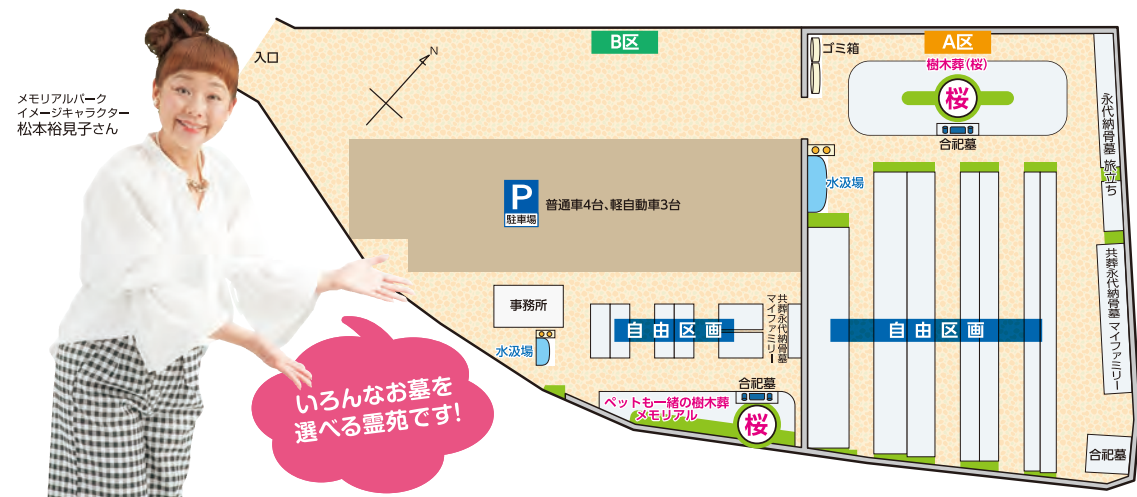 メモリアルパーク
イメージキャラクター
松本裕見子さん
入口
N
B区
A区
ゴミ箱
樹木葬(桜)
桜
合祀墓
永代納骨墓 旅立ち
水汲場
P
駐車場
普通車4台、軽自動車3台
共葬永代納骨墓 マイファミリー
事務所
水汲場
自由区画
共葬永代納骨墓
マイファミリー
自由区画
いろんなお墓を
選べる霊苑です!
合祀墓
ペットも一緒の樹木葬
メモリアル
桜
合祀墓